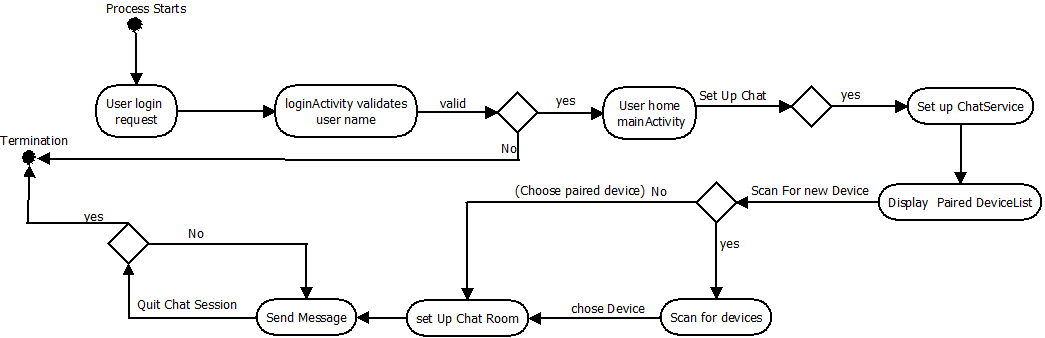 Process Starts
User login
request
loginActivity validates
user name
valid
yes
User home
mainActivity
Set Up Chat
yes
Set up ChatService
No
Termination
Display Paired DeviceList
Scan For new Device
(Choose paired device) No
yes
yes
No
Scan for devices
chose Device
set Up Chat Room
Send Message
Quit Chat Session